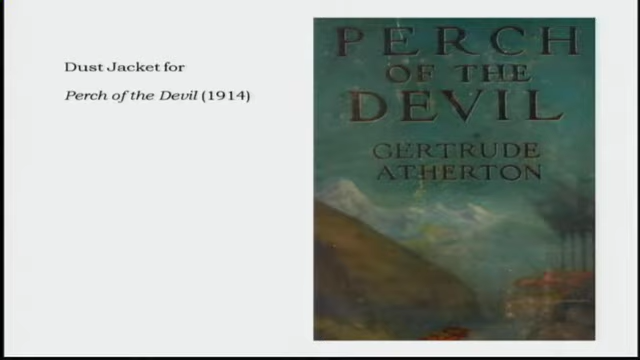 Dust Jacket for
Perch of the Devil (1914)
PERCH
OF THE
DEVIL
GERTRUDE
ATHERTON